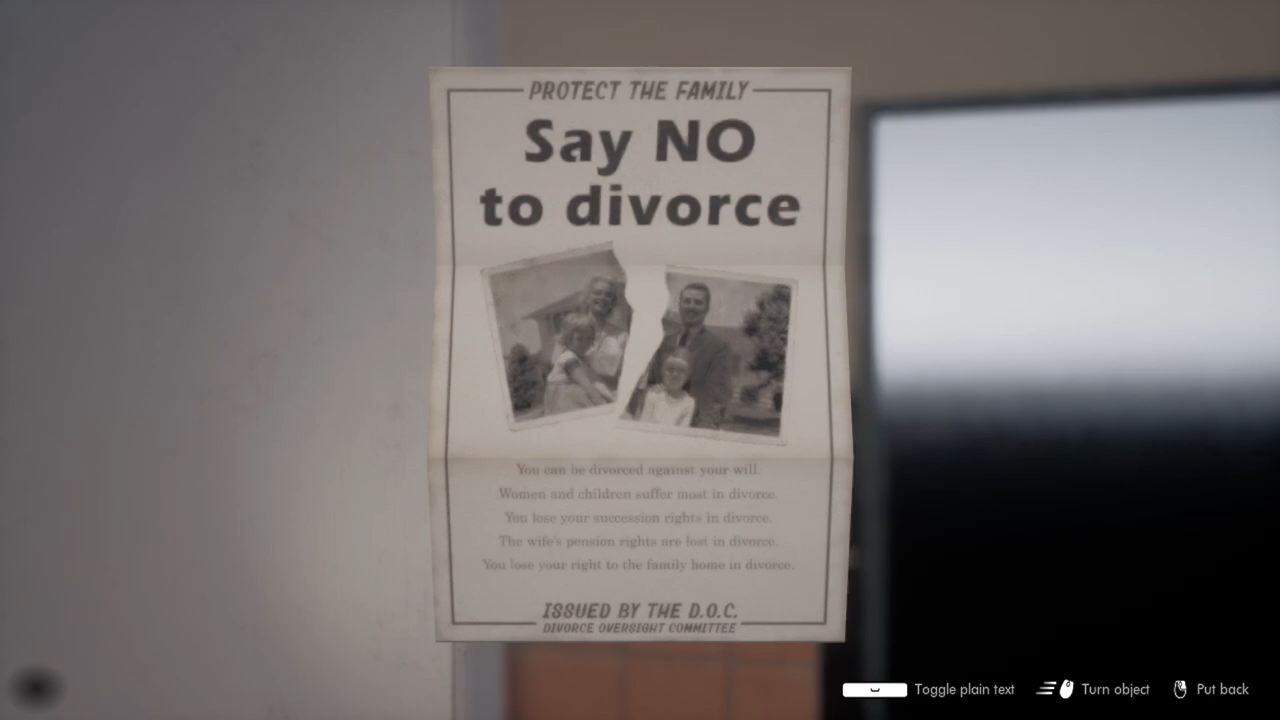 PROTECT THE FAMILY
Say NO
to divorce
You can be divorced against your will.
Women and children suffer most in divorce.
You lose your succession rights in divorce.
The wife's pension rights are lost in divorce.
You lose your right to the family home in divorce.
ISSUED BY THE D.O.C.
DIVORCE OVERSIGHT COMMITTEE
Toggle plain text
Turn object
Put back